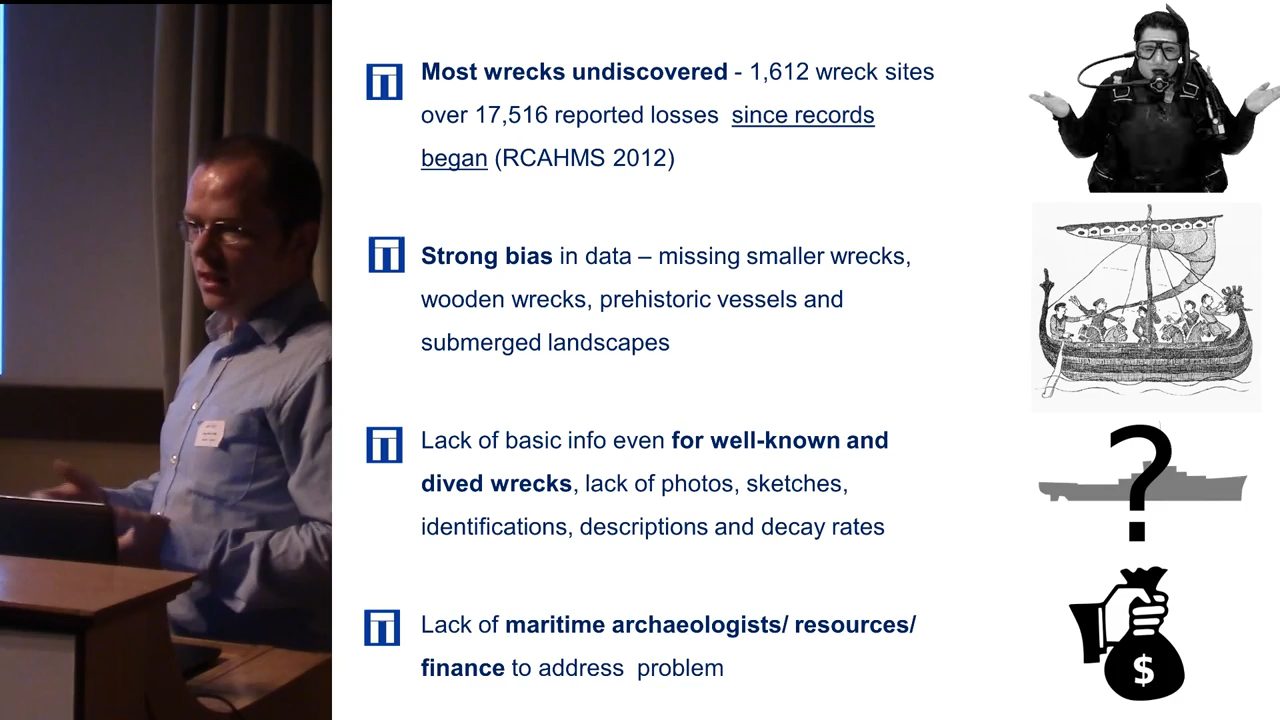 Most wrecks undiscovered - 1,612 wreck sites
over 17,516 reported losses since records
began (RCAHMS 2012)
Strong bias in data – missing smaller wrecks,
wooden wrecks, prehistoric vessels and
submerged landscapes
Lack of basic info even for well-known and
dived wrecks, lack of photos, sketches,
identifications, descriptions and decay rates
Lack of maritime archaeologists/ resources/
finance to address problem
$
?